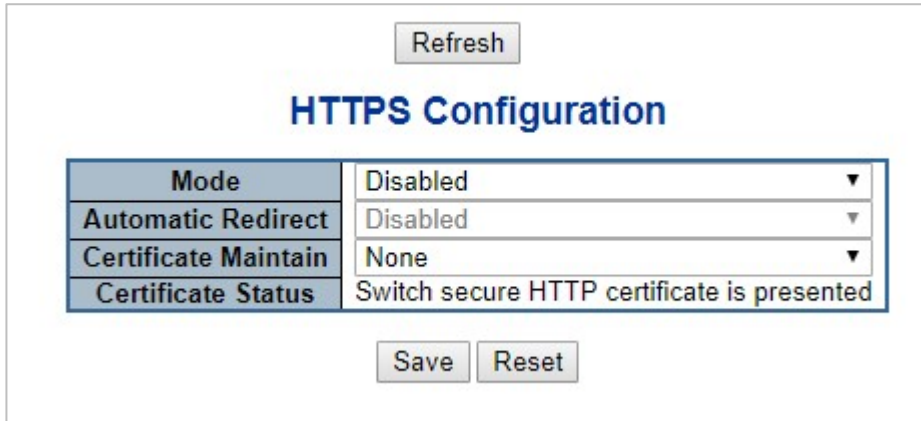 Refresh
HTTPS Configuration
Mode Disabled
Automatic Redirect Disabled
Certificate Maintain None
Certificate Status Switch secure HTTP certificate is presented
Save Reset